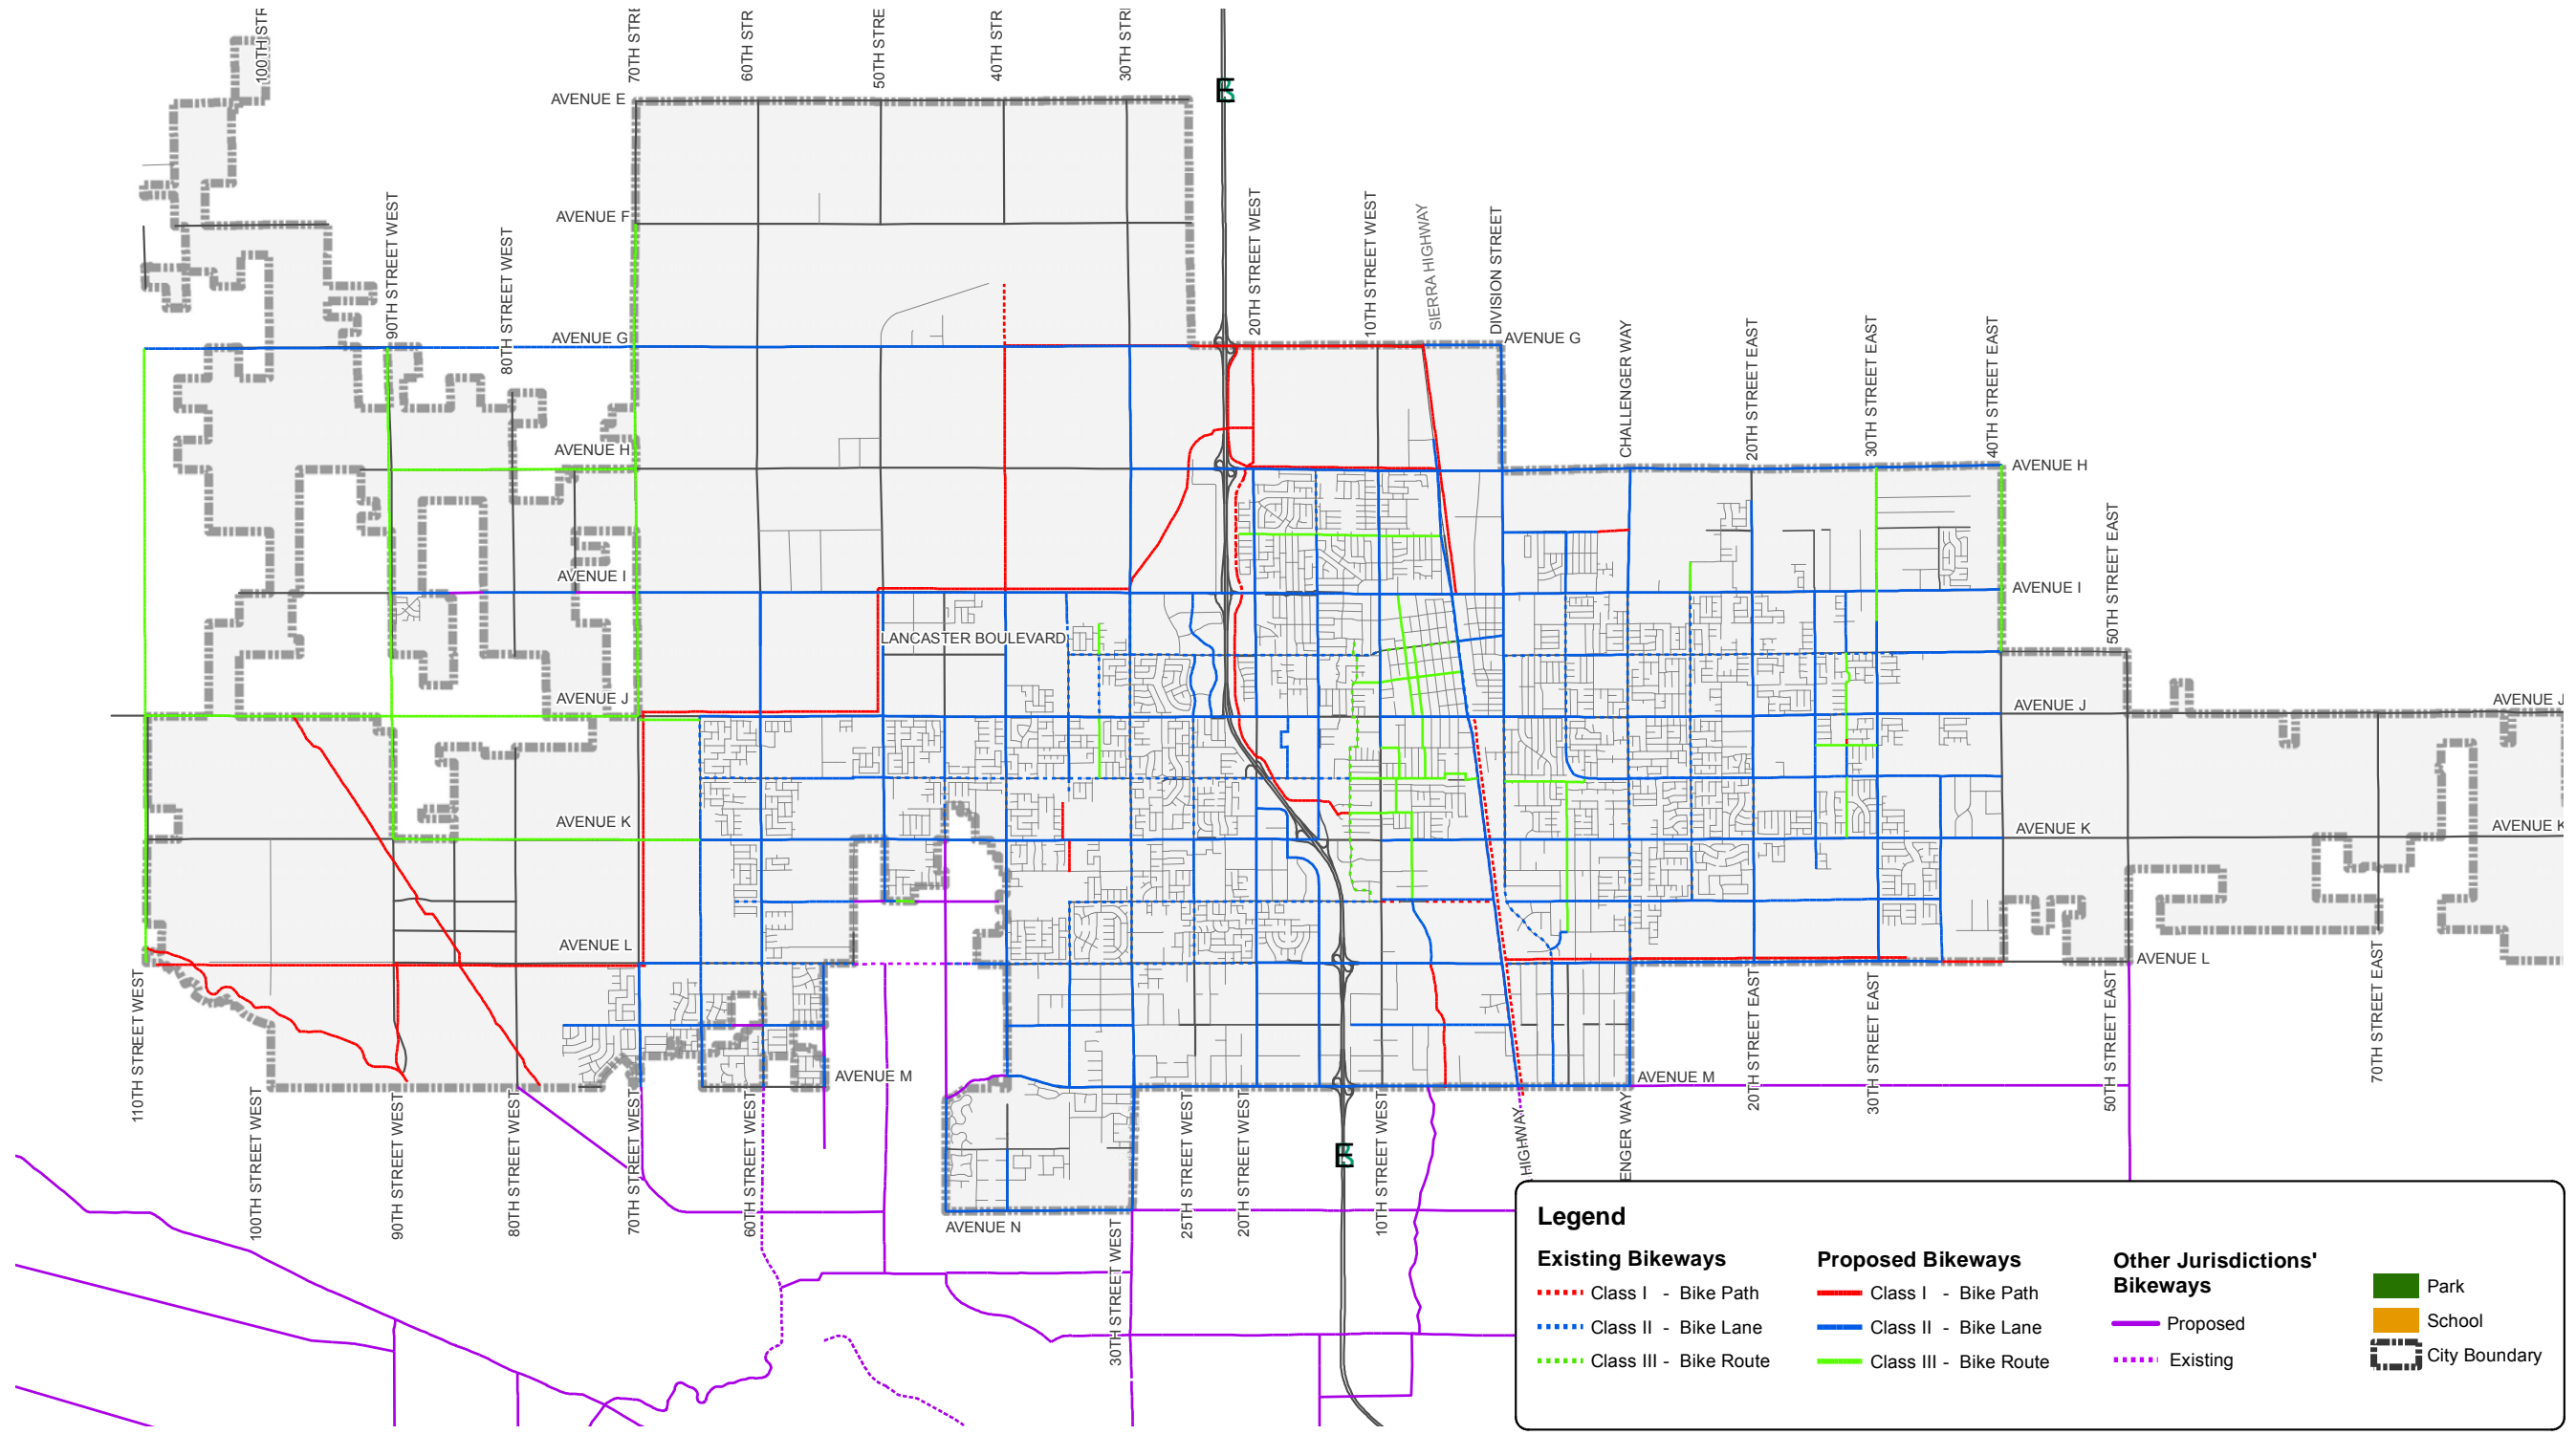 100TH STR
70TH STRE
60TH STR
50TH STRE
40TH STR
30TH STR
AVENUE E
AVENUE F
90TH STREET WEST
80TH STREET WEST
20TH STREET WEST
10TH STREET WEST
SIERRA HIGHWAY
DIVISION STREET
AVENUE G
AVENUE G
CHALLENGER WAY
20TH STREET EAST
30TH STREET EAST
40TH STREET EAST
AVENUE H
AVENUE H
50TH STREET EAST
AVENUE I
AVENUE I
LANCASTER BOULEVARD
AVENUE J
AVENUE J
AVENUE J
AVENUE K
AVENUE K
AVENUE K
AVENUE L
AVENUE L
110TH STREET WEST
100TH STREET WEST
90TH STREET WEST
80TH STREET WEST
70TH STREET WEST
60TH STREET WEST
AVENUE M
AVENUE M
AVENUE N
30TH STREET WEST
25TH STREET WEST
20TH STREET WEST
10TH STREET WEST
HIGHWAY
ENGER WAY
20TH STREET EAST
30TH STREET EAST
50TH STREET EAST
70TH STREET EAST
Legend
Existing Bikeways
Class I - Bike Path
Class II - Bike Lane
Class III - Bike Route
Proposed Bikeways
Class I - Bike Path
Class II - Bike Lane
Class III - Bike Route
Other Jurisdictions'
Bikeways
Proposed
Existing
Park
School
City Boundary